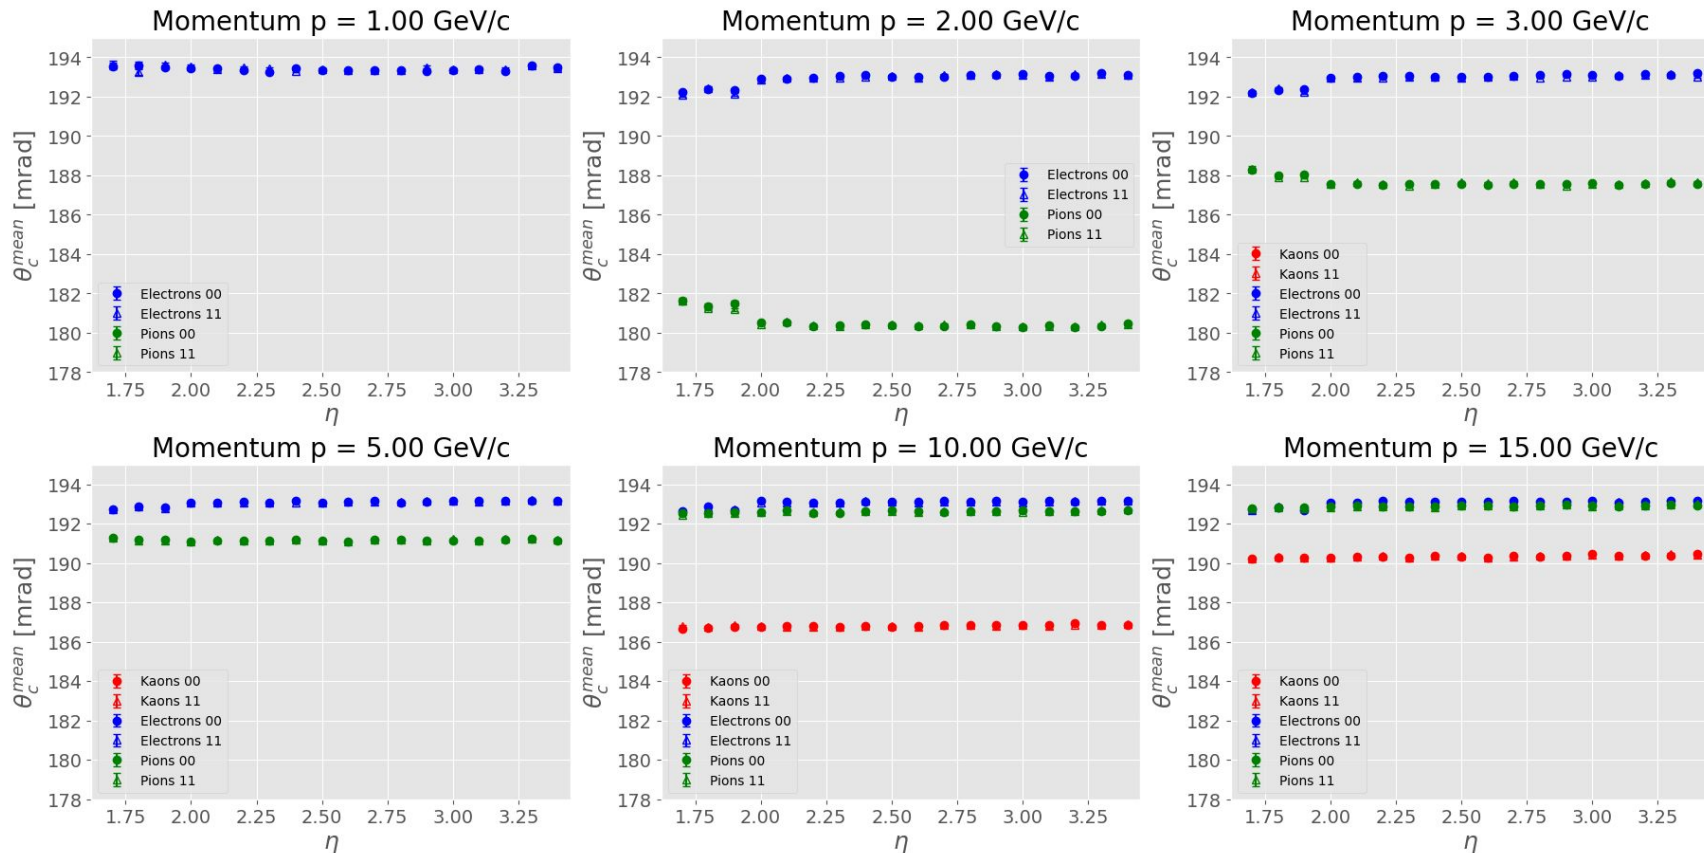 Momentum p = 1.00 GeV/c
θ_c^mean [mrad]
194
192
190
188
186
184
182
180
178
Electrons 00
Electrons 11
Pions 00
Pions 11
1.75 2.00 2.25 2.50 2.75 3.00 3.25
η
Momentum p = 2.00 GeV/c
θ_c^mean [mrad]
194
192
190
188
186
184
182
180
178
Electrons 00
Electrons 11
Pions 00
Pions 11
1.75 2.00 2.25 2.50 2.75 3.00 3.25
η
Momentum p = 3.00 GeV/c
θ_c^mean [mrad]
194
192
190
188
186
184
182
180
178
Kaons 00
Kaons 11
Electrons 00
Electrons 11
Pions 00
Pions 11
1.75 2.00 2.25 2.50 2.75 3.00 3.25
η
Momentum p = 5.00 GeV/c
θ_c^mean [mrad]
194
192
190
188
186
184
182
180
178
Kaons 00
Kaons 11
Electrons 00
Electrons 11
Pions 00
Pions 11
1.75 2.00 2.25 2.50 2.75 3.00 3.25
η
Momentum p = 10.00 GeV/c
θ_c^mean [mrad]
194
192
190
188
186
184
182
180
178
Kaons 00
Kaons 11
Electrons 00
Electrons 11
Pions 00
Pions 11
1.75 2.00 2.25 2.50 2.75 3.00 3.25
η
Momentum p = 15.00 GeV/c
θ_c^mean [mrad]
194
192
190
188
186
184
182
180
178
Kaons 00
Kaons 11
Electrons 00
Electrons 11
Pions 00
Pions 11
1.75 2.00 2.25 2.50 2.75 3.00 3.25
η